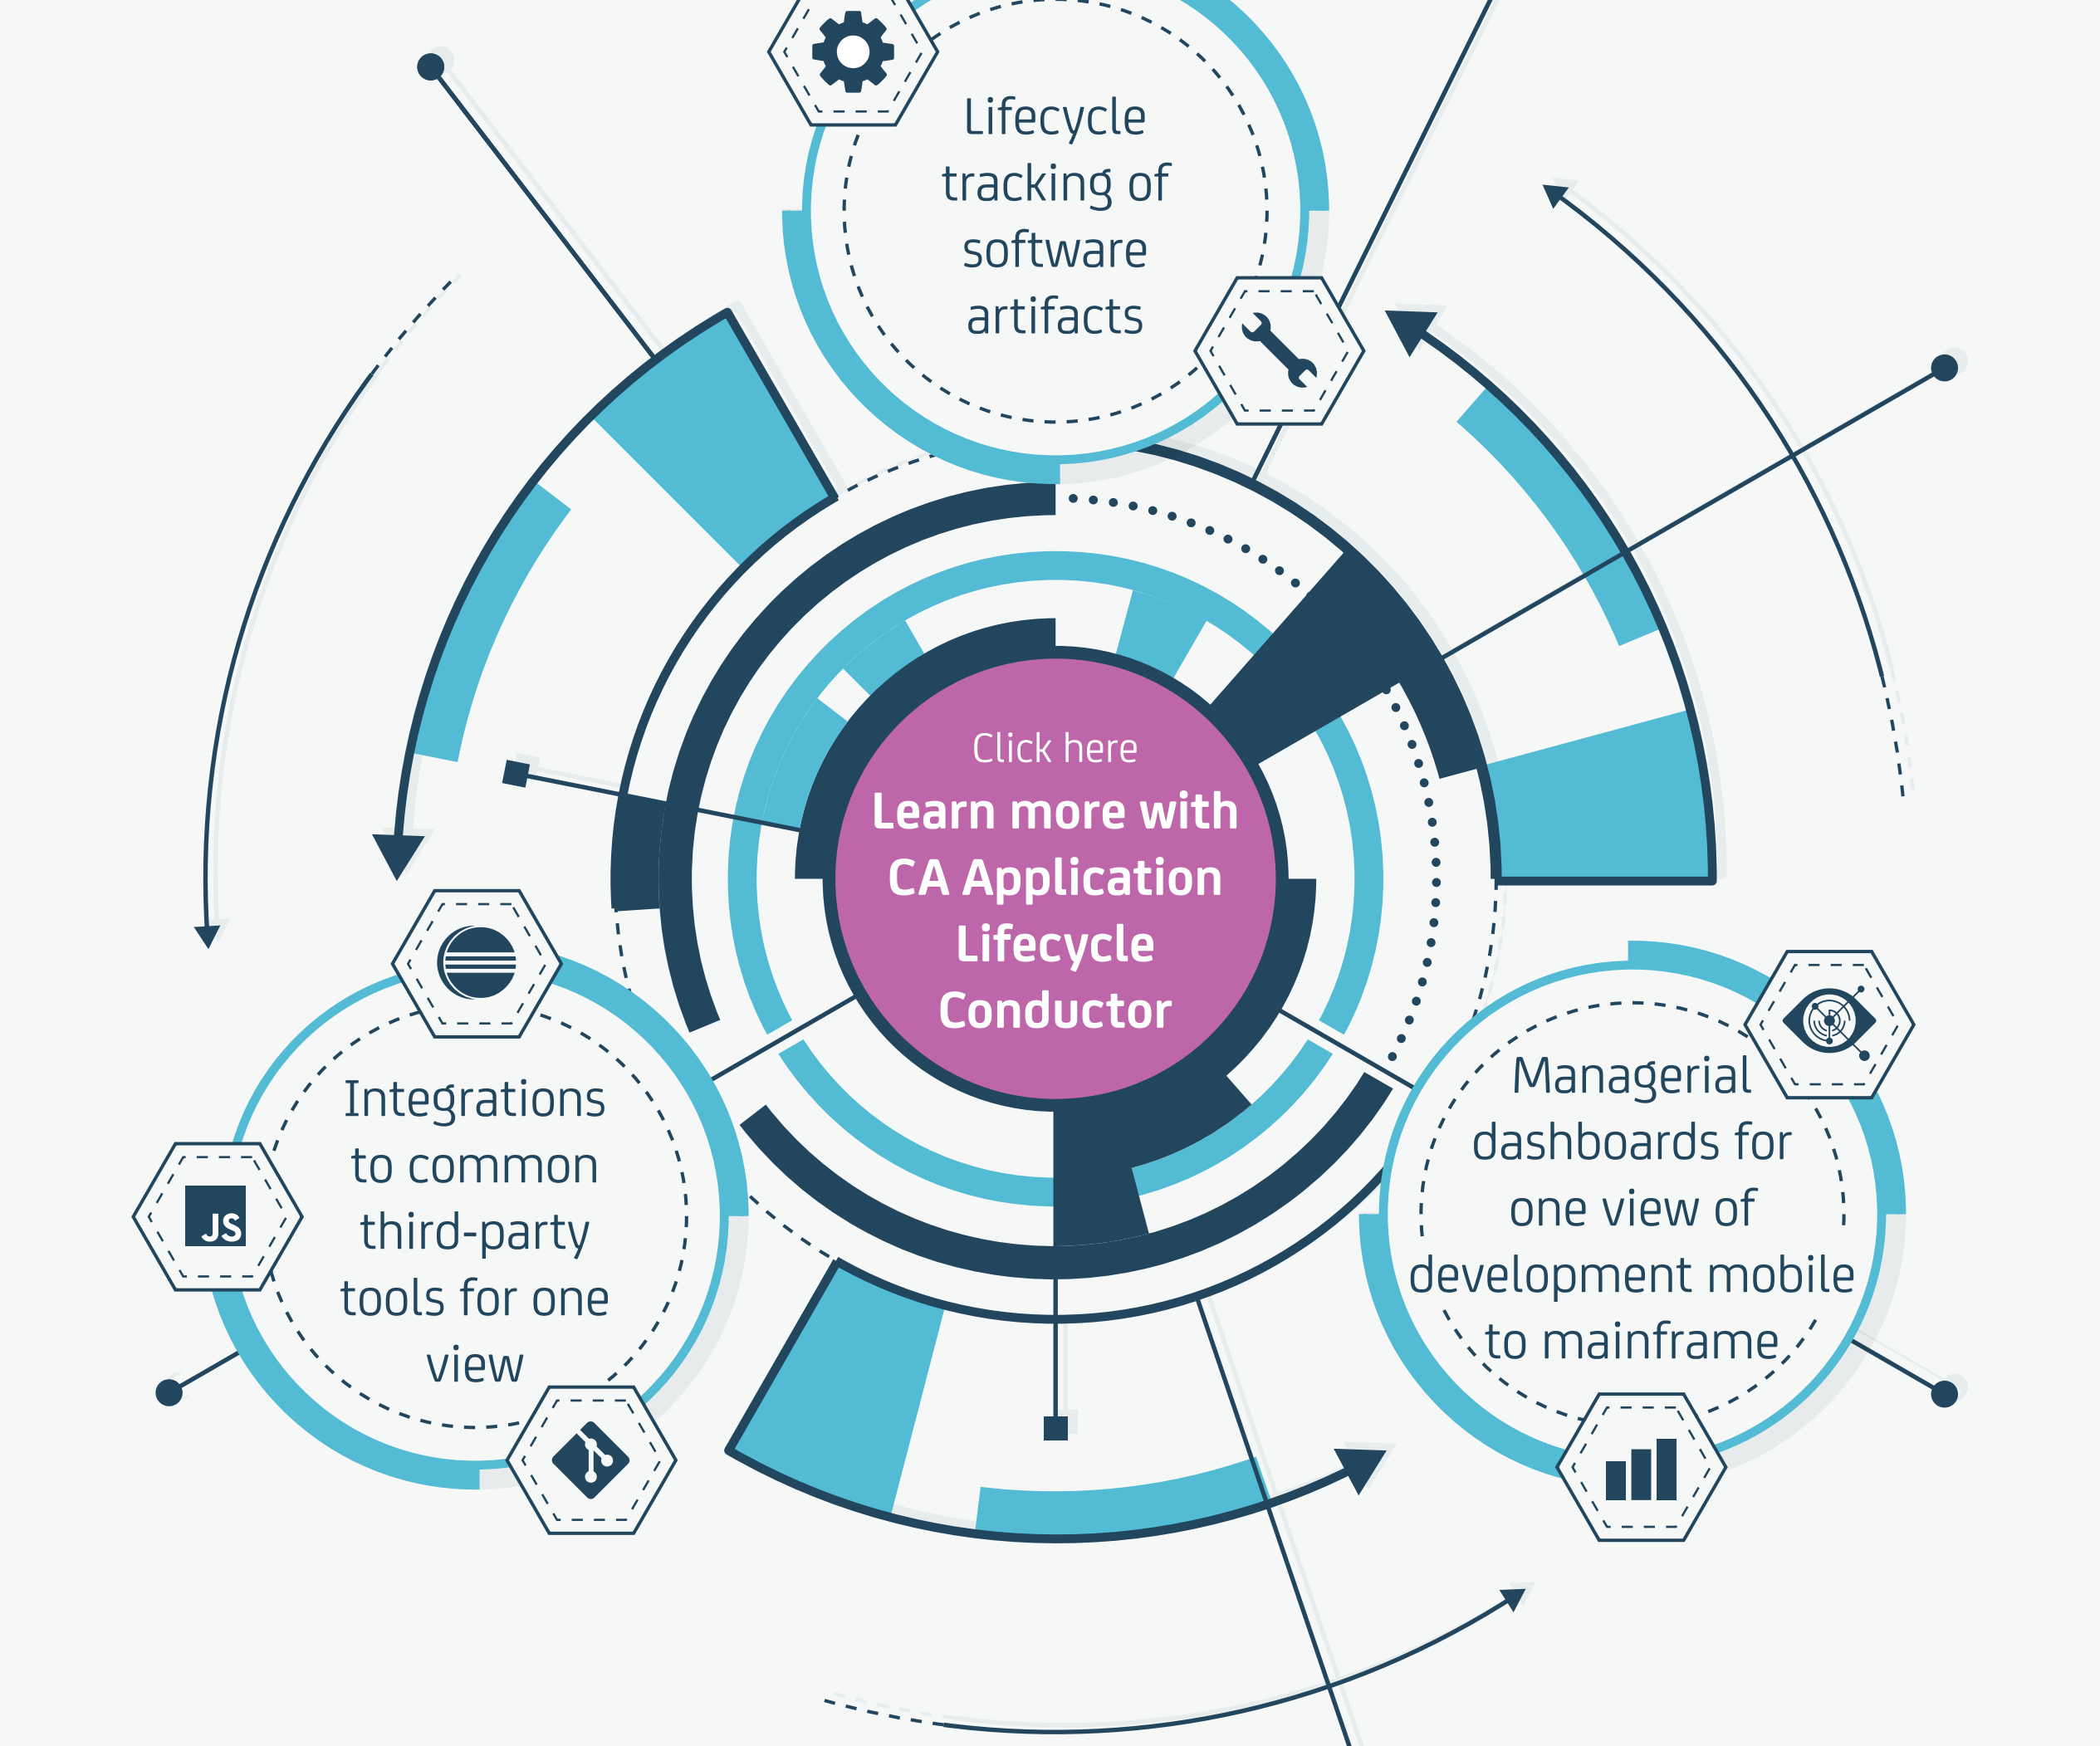 Lifecycle
tracking of
software
artifacts
Click here
Learn more with
CA Application
Lifecycle
Conductor
Integrations
to common
third-party
tools for one
view
JS
Managerial
dashboards for
one view of
development mobile
to mainframe